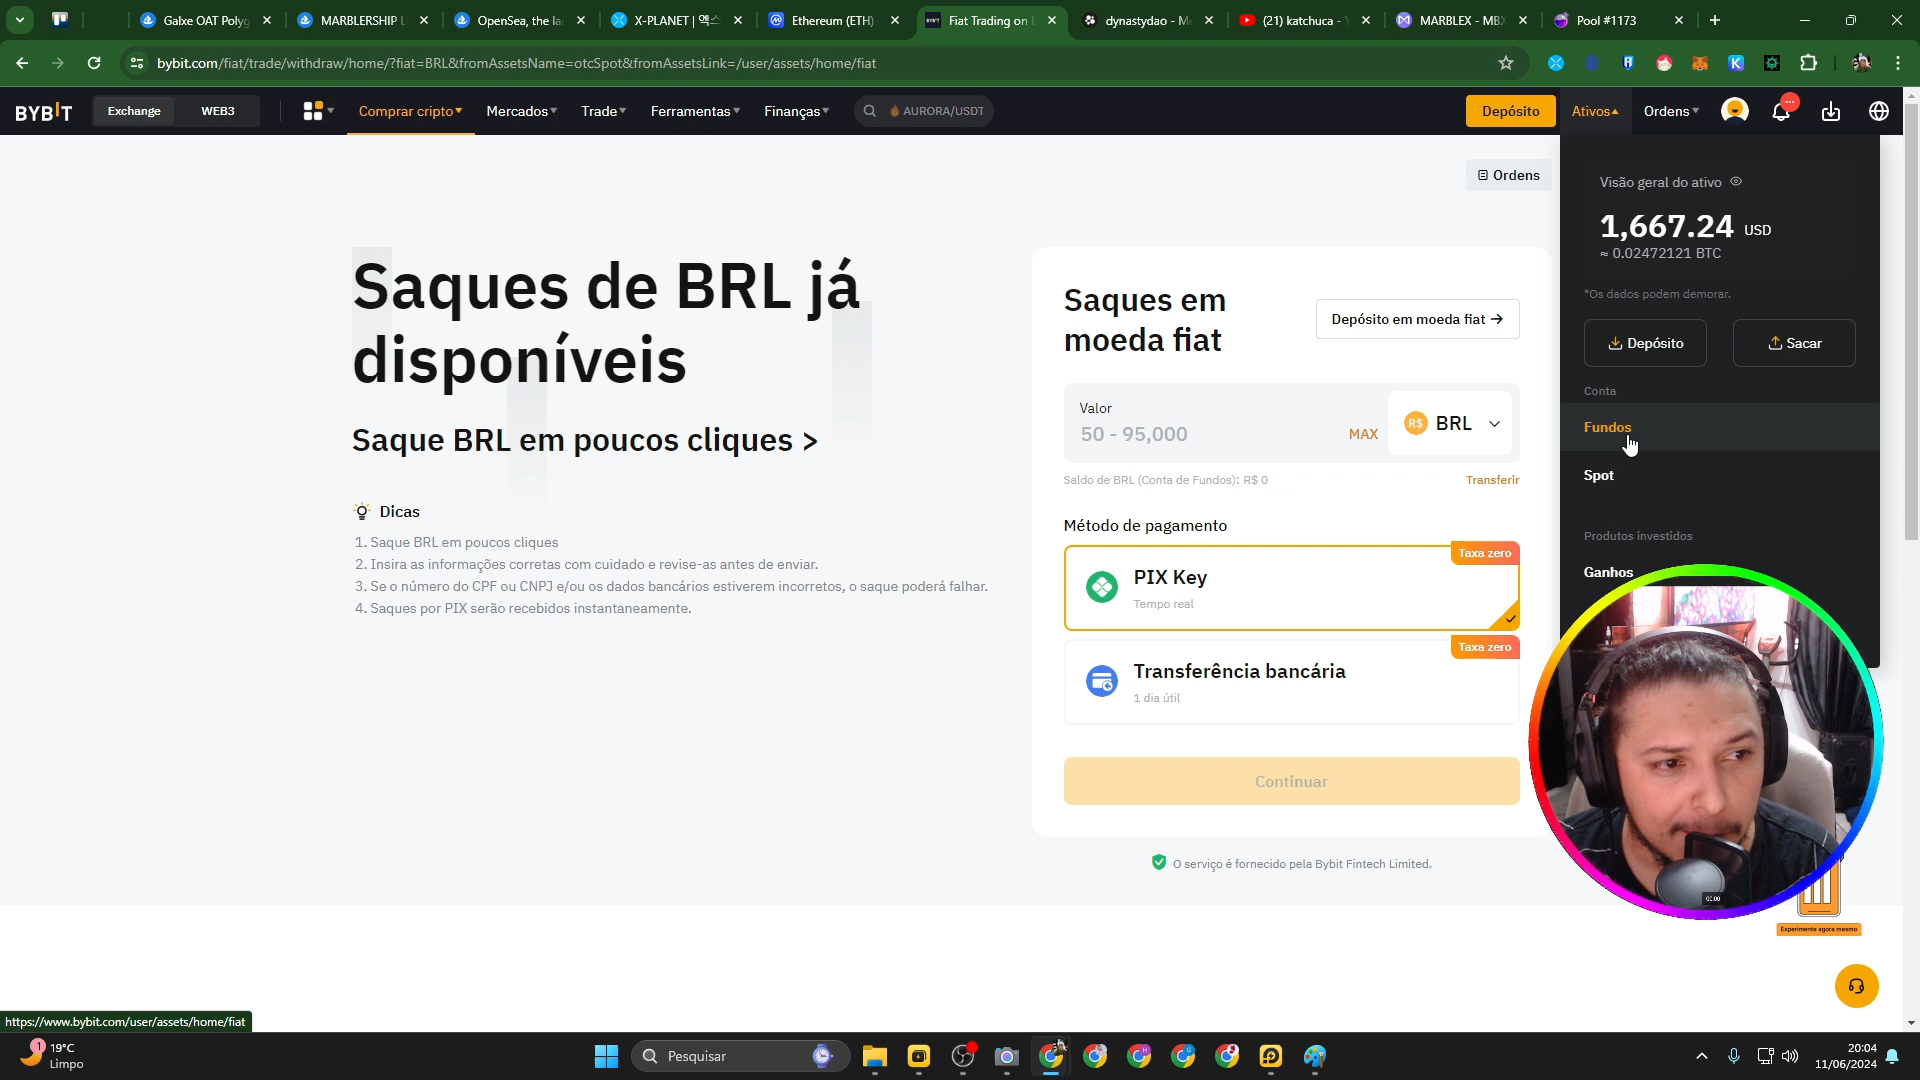 Galxe OAT Polyg
MARBLERSHIP L
OpenSea, the la
X-PLANET | 엑스
Ethereum (ETH)
Fiat Trading on
dynastydao - M
(21) katchuca -
MARBLEX - MBX
Pool #1173
bybit.com/fiat/trade/withdraw/home/?fiat=BRL&fromAssetsName=otcSpot&fromAssetsLink=/user/assets/home/fiat
BYBIT
Exchange
WEB3
Comprar cripto
Mercados
Trade
Ferramentas
Finanças
AURORA/USDT
Depósito
Ativos
Ordens
Ordens
Visão geral do ativo
1,667.24 USD
≈ 0.02472121 BTC
*Os dados podem demorar.
Depósito
Sacar
Conta
Fundos
Spot
Produtos investidos
Ganhos
Saques de BRL já
disponíveis
Saque BRL em poucos cliques >
Dicas
1. Saque BRL em poucos cliques
2. Insira as informações corretas com cuidado e revise-as antes de enviar.
3. Se o número do CPF ou CNPJ e/ou os dados bancários estiverem incorretos, o saque poderá falhar.
4. Saques por PIX serão recebidos instantaneamente.
Saques em
moeda fiat
Depósito em moeda fiat →
Valor
50 - 95,000
MAX
R$ BRL
Saldo de BRL (Conta de Fundos): R$ 0
Transferir
Método de pagamento
Taxa zero
PIX Key
Tempo real
Taxa zero
Transferência bancária
1 dia útil
Continuar
O serviço é fornecido pela Bybit Fintech Limited.
00:00
Experimente agora mesmo
https://www.bybit.com/user/assets/home/fiat
1
19°C
Limpo
Pesquisar
20:04
11/06/2024